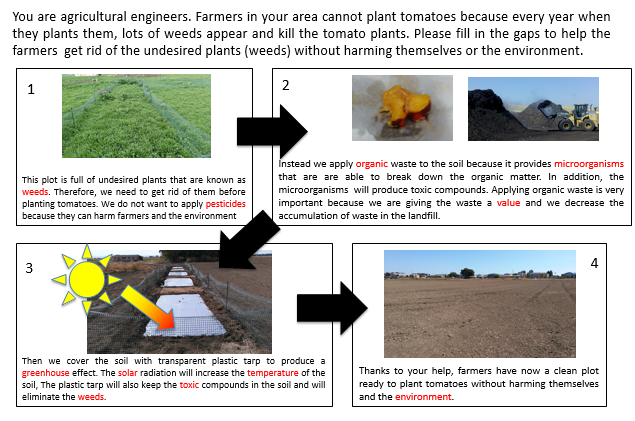 You are agricultural engineers. Farmers in your area cannot plant tomatoes because every year when
they plants them, lots of weeds appear and kill the tomato plants. Please fill in the gaps to help the
farmers get rid of the undesired plants (weeds) without harming themselves or the environment.
1
This plot is full of undesired plants that are known as
weeds. Therefore, we need to get rid of them before
planting tomatoes. We do not want to apply pesticides
because they can harm farmers and the environment
2
Instead we apply organic waste to the soil because it provides microorganisms
that are are able to break down the organic matter. In addition, the
microorganisms will produce toxic compounds. Applying organic waste is very
important because we are giving the waste a value and we decrease the
accumulation of waste in the landfill.
3
Then we cover the soil with transparent plastic tarp to produce a
greenhouse effect. The solar radiation will increase the temperature of the
soil, The plastic tarp will also keep the toxic compounds in the soil and will
eliminate the weeds.
4
Thanks to your help, farmers have now a clean plot
ready to plant tomatoes without harming themselves
and the environment.